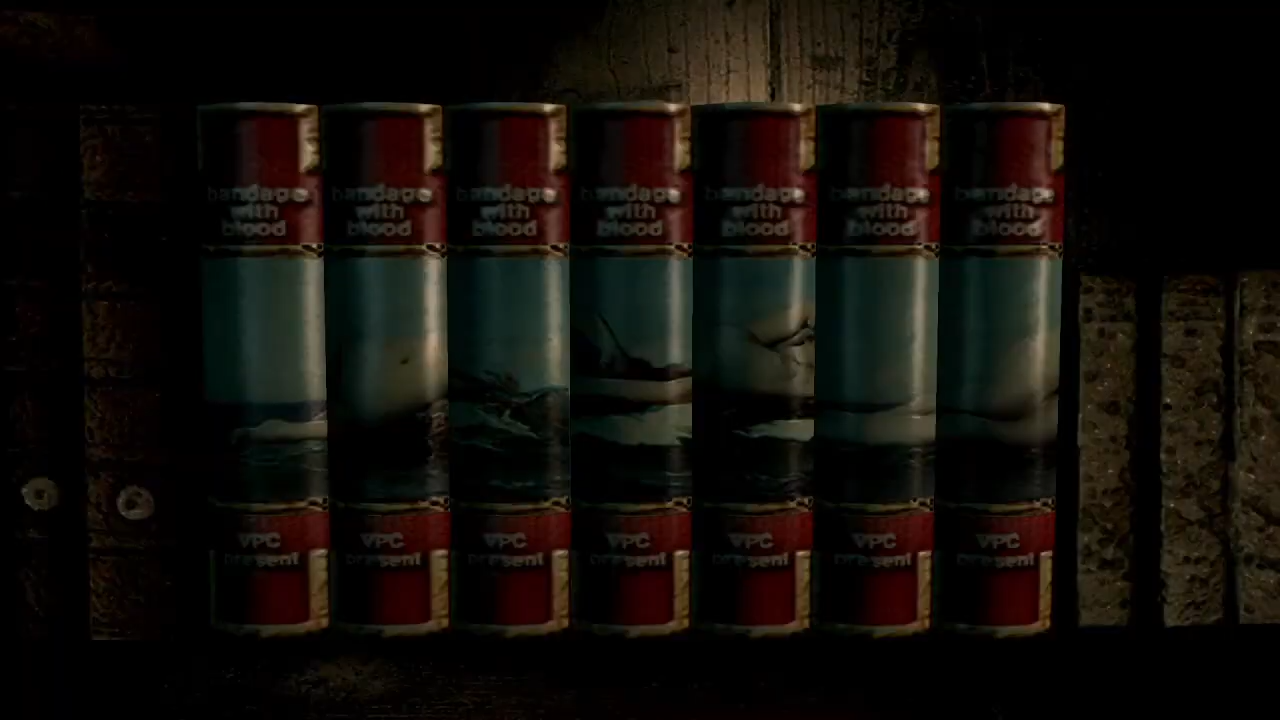 bandage
with
blood
bandage
with
blood
bandage
with
blood
bandage
with
blood
bandage
with
blood
bandage
with
blood
bandage
with
blood
VPC
present
VPC
present
VPC
present
VPC
present
VPC
present
VPC
present
VPC
present